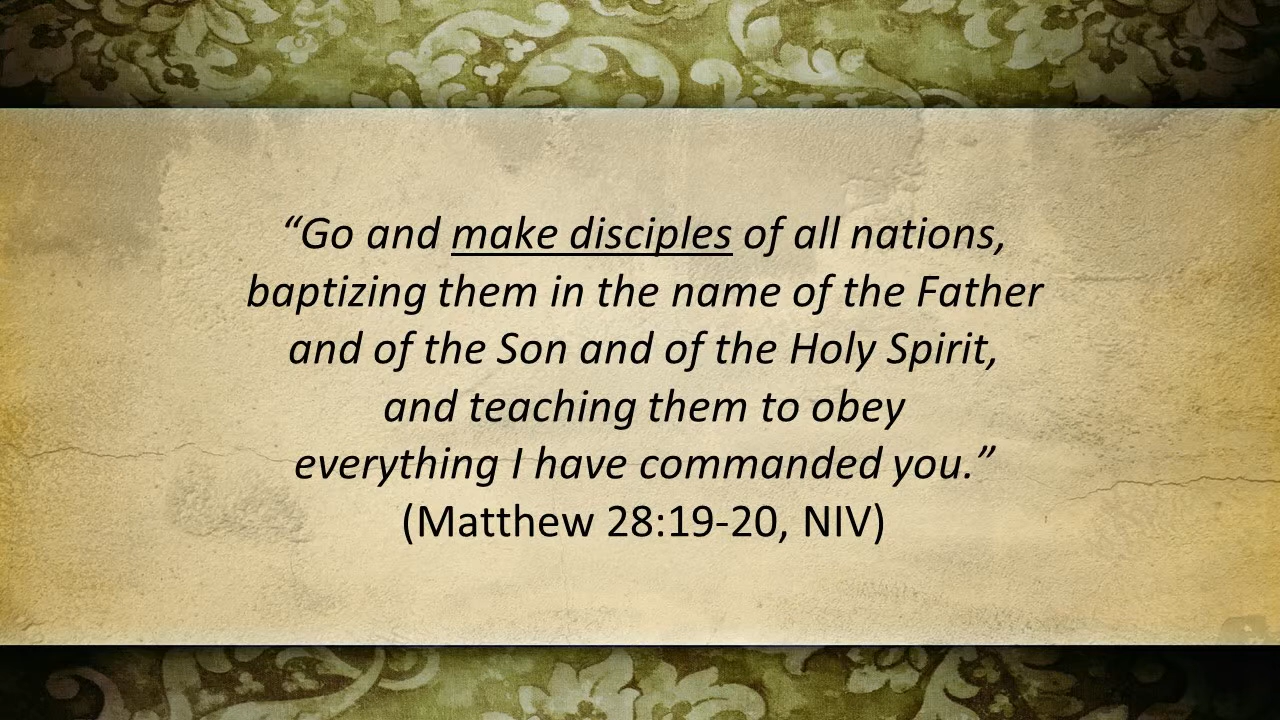 “Go and make disciples of all nations,
baptizing them in the name of the Father
and of the Son and of the Holy Spirit,
and teaching them to obey
everything I have commanded you.”
(Matthew 28:19-20, NIV)